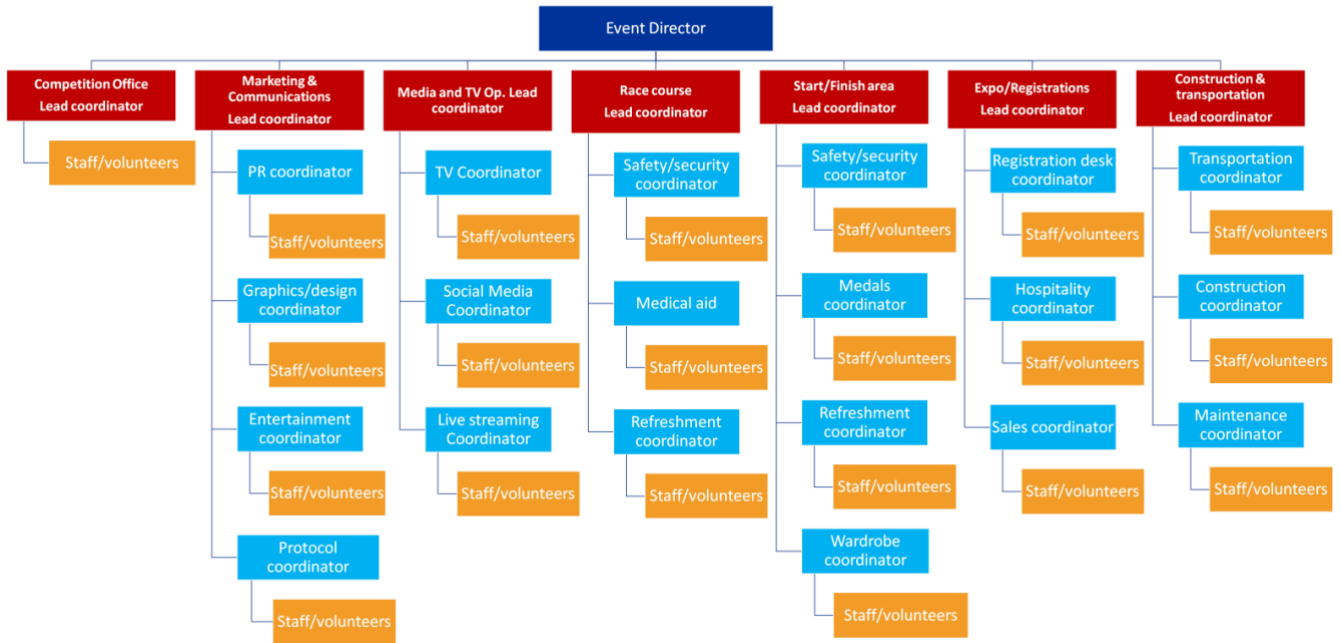 Event Director
Competition Office
Lead coordinator
Staff/volunteers
Marketing &
Communications
Lead coordinator
PR coordinator
Staff/volunteers
Graphics/design
coordinator
Staff/volunteers
Entertainment
coordinator
Staff/volunteers
Protocol
coordinator
Staff/volunteers
Media and TV Op. Lead
coordinator
TV Coordinator
Staff/volunteers
Social Media
Coordinator
Staff/volunteers
Live streaming
Coordinator
Staff/volunteers
Race course
Lead coordinator
Safety/security
coordinator
Staff/volunteers
Medical aid
Staff/volunteers
Refreshment
coordinator
Staff/volunteers
Start/Finish area
Lead coordinator
Safety/security
coordinator
Staff/volunteers
Medals
coordinator
Staff/volunteers
Refreshment
coordinator
Staff/volunteers
Wardrobe
coordinator
Staff/volunteers
Expo/Registrations
Lead coordinator
Registration desk
coordinator
Staff/volunteers
Hospitality
coordinator
Staff/volunteers
Sales coordinator
Staff/volunteers
Construction &
transportation
Lead coordinator
Transportation
coordinator
Staff/volunteers
Construction
coordinator
Staff/volunteers
Maintenance
coordinator
Staff/volunteers